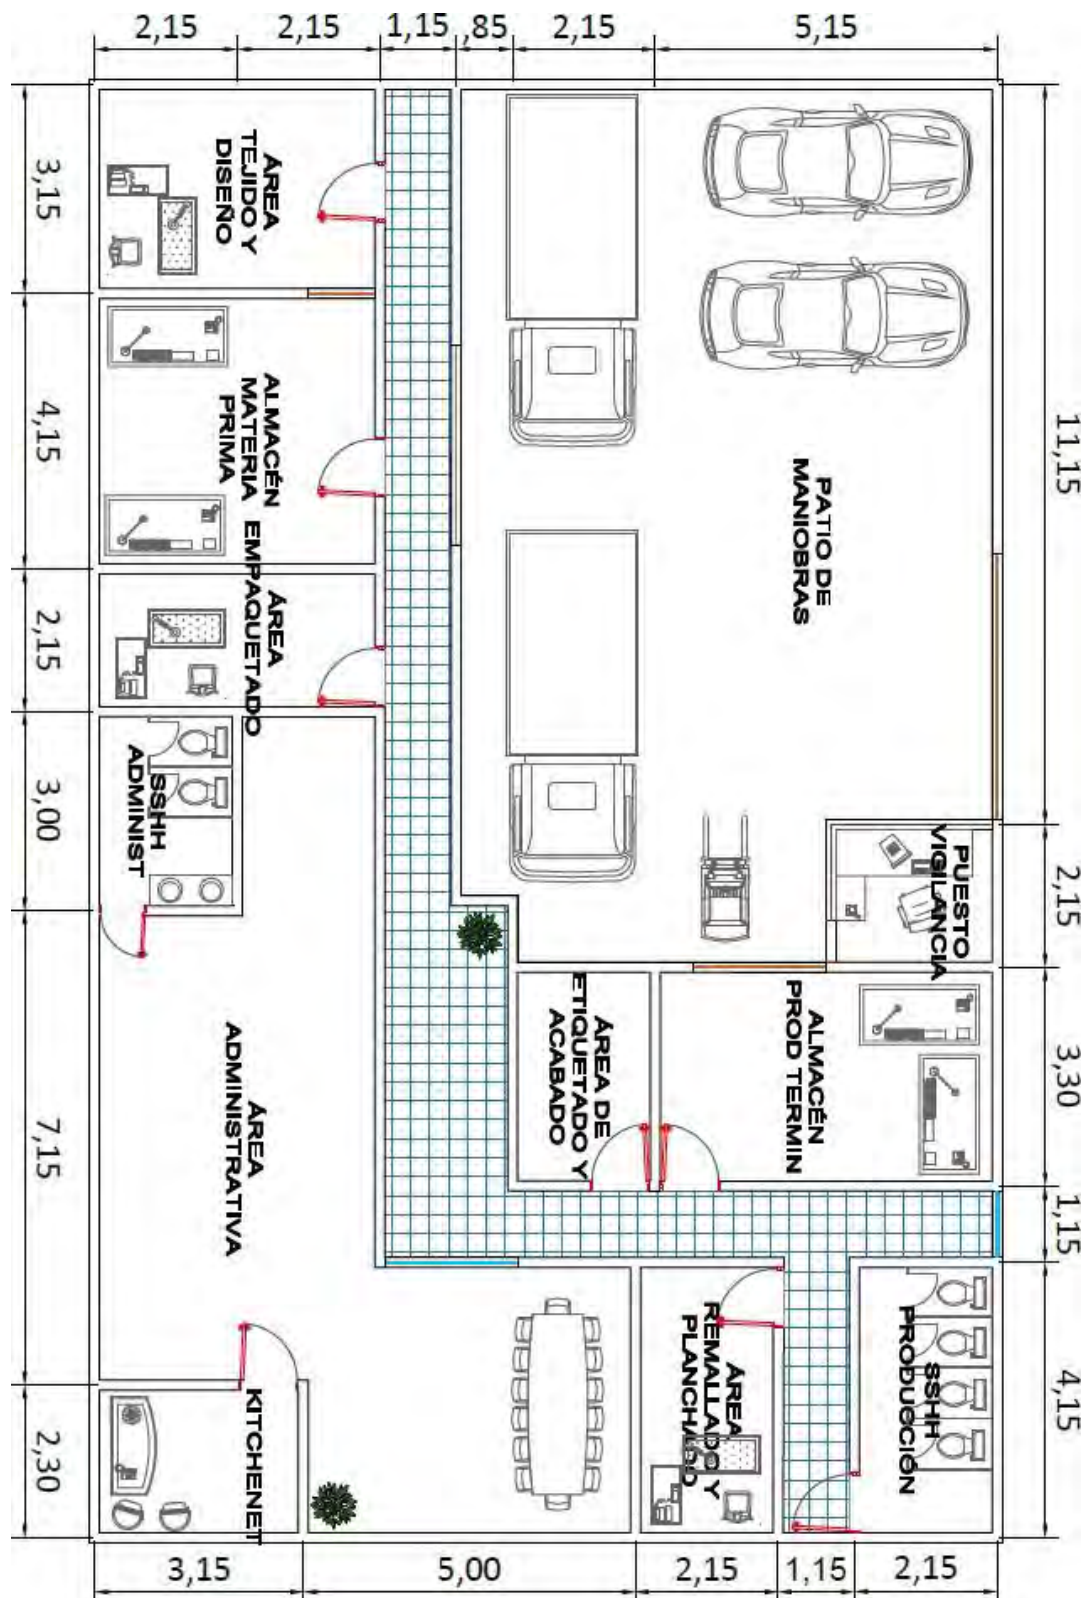 2,15
2,15
1,15
,85
2,15
5,15
3,15
4,15
2,15
3,00
7,15
2,30
11,15
2,15
3,30
1,15
4,15
3,15
5,00
2,15
1,15
2,15
ÁREA
TEJIDO Y
DISEÑO
ALMACÉN
MATERIA
PRIMA
ÁREA
EMPAQUETADO
SSHH
ADMINIST
ÁREA
ADMINISTRATIVA
KITCHENET
PATIO DE
MANIOBRAS
PUESTO
VIGILANCIA
ÁREA DE
ETIQUETADO Y
ACABADO
ALMACÉN
PROD TERMIN
ÁREA
REMALLADO Y
PLANCHADO
SSHH
PRODUCCIÓN